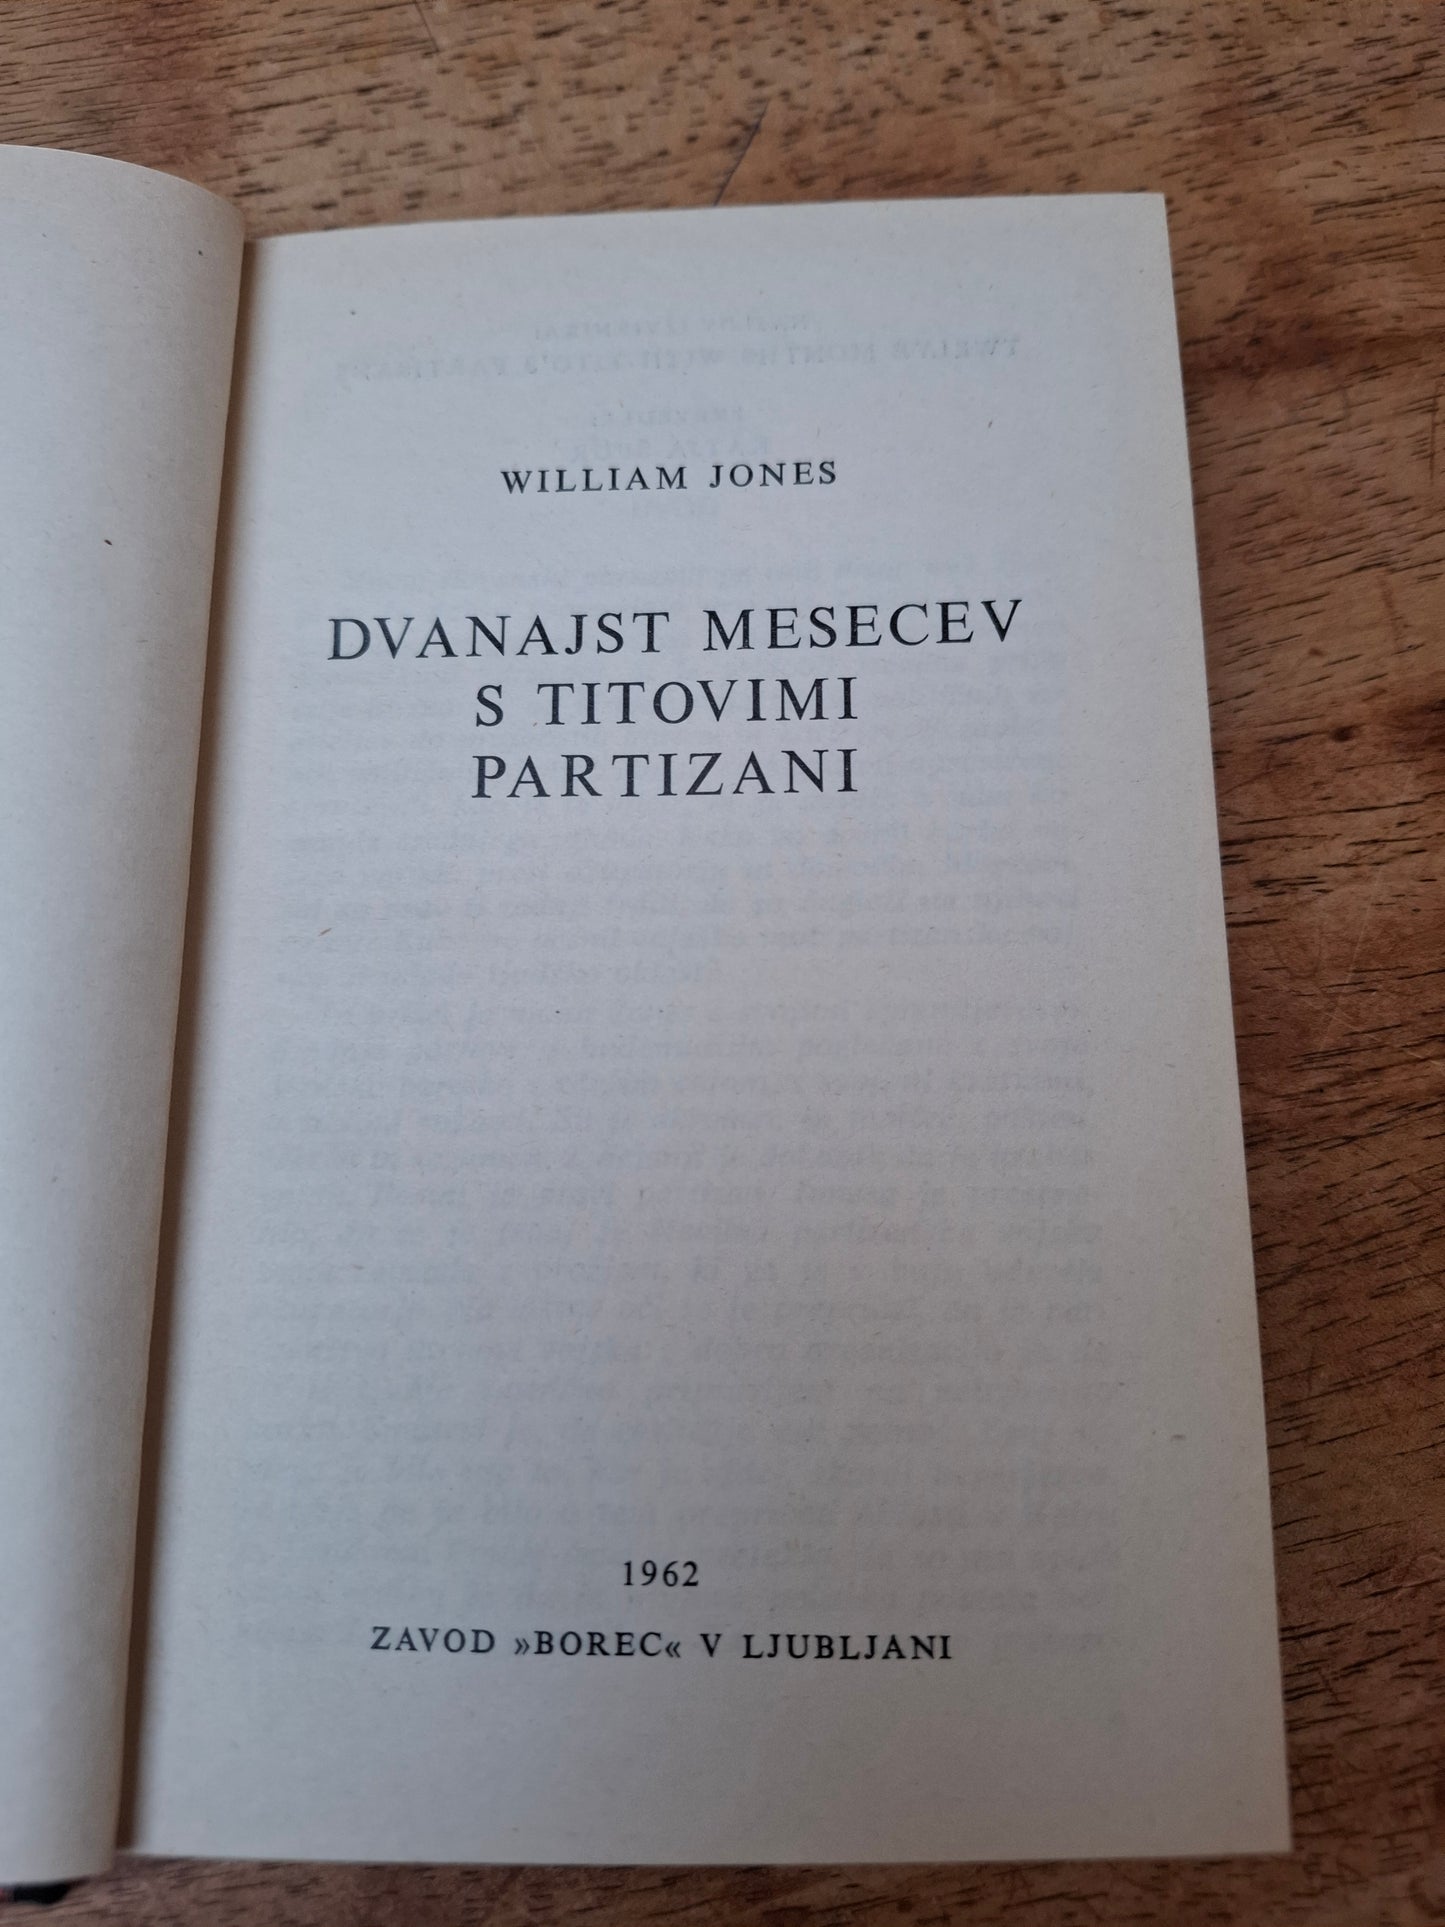 WILLIAM JONES
DVANAJST MESECEV
S TITOVIMI
PARTIZANI
1962
ZAVOD »BOREC« V LJUBLJANI